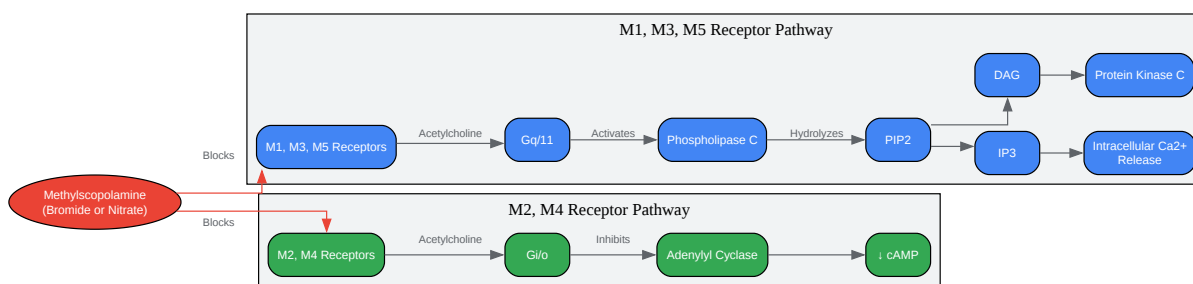 M1, M3, M5 Receptor Pathway
DAG
Protein Kinase C
M1, M3, M5 Receptors
Acetylcholine
Gq/11
Activates
Phospholipase C
Hydrolyzes
PIP2
IP3
Intracellular Ca2+
Release
Blocks
Methylscopolamine
(Bromide or Nitrate)
Blocks
M2, M4 Receptor Pathway
M2, M4 Receptors
Acetylcholine
Gi/o
Inhibits
Adenylyl Cyclase
↓ cAMP